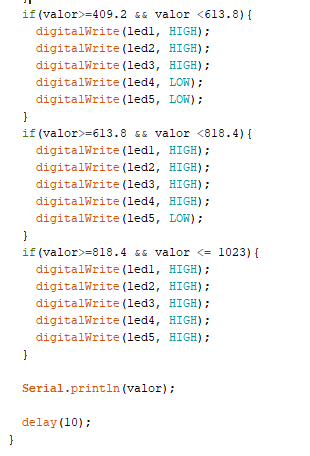 }
if(valor>=409.2 && valor <613.8){
digitalWrite(led1, HIGH);
digitalWrite(led2, HIGH);
digitalWrite(led3, HIGH);
digitalWrite(led4, LOW);
digitalWrite(led5, LOW);
}
if(valor>=613.8 && valor <818.4){
digitalWrite(led1, HIGH);
digitalWrite(led2, HIGH);
digitalWrite(led3, HIGH);
digitalWrite(led4, HIGH);
digitalWrite(led5, LOW);
}
if(valor>=818.4 && valor <= 1023){
digitalWrite(led1, HIGH);
digitalWrite(led2, HIGH);
digitalWrite(led3, HIGH);
digitalWrite(led4, HIGH);
digitalWrite(led5, HIGH);
}
Serial.println(valor);
delay(10);
}